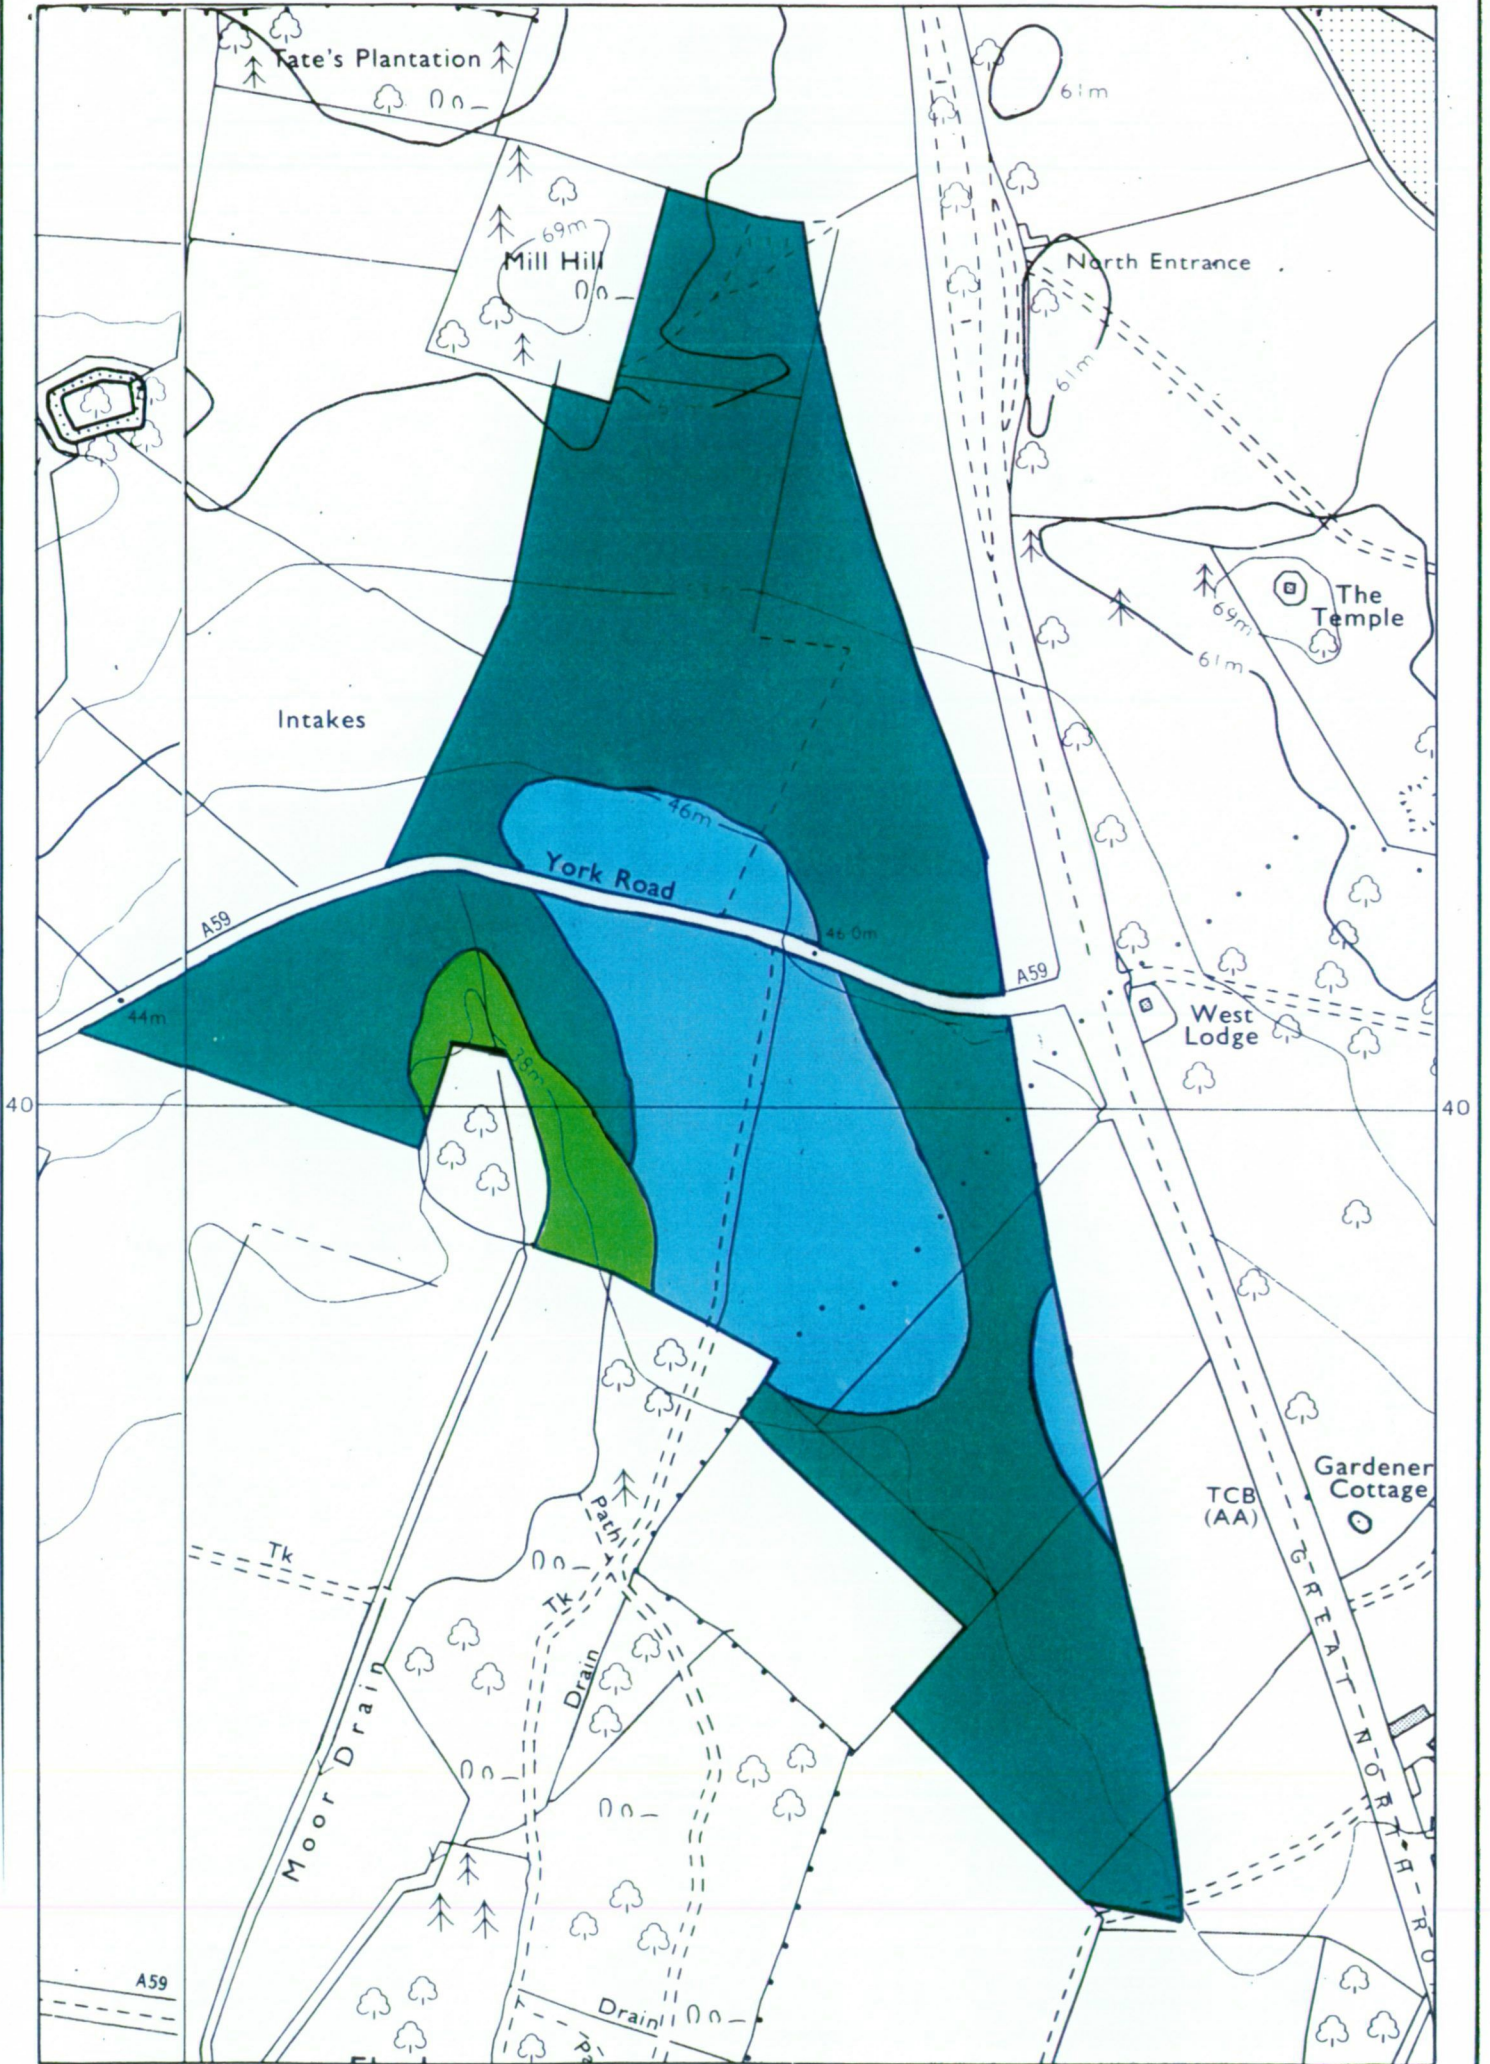 Tate's Plantation
61m
69m
Mill Hill
North Entrance
61m
The
Temple
69m
61m
Intakes
46m
York Road
A59
46·0m
A59
West
Lodge
44m
38m
40
40
Gardener
Cottage
TCB
(AA)
Path
Tk
Tk
Drain
Moor Drain
GREAT NORTH RO
A59
Drain
Pa